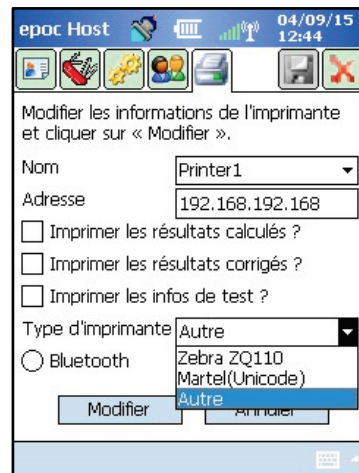 epoc Host 04/09/15
12:44
Modifier les informations de l'imprimante
et cliquer sur « Modifier ».
Nom Printer1
Adresse 192.168.192.168
Imprimer les résultats calculés ?
Imprimer les résultats corrigés ?
Imprimer les infos de test ?
Type d'imprimante Autre
Bluetooth Zebra ZQ110
Martel(Unicode)
Autre
Modifier Annuler